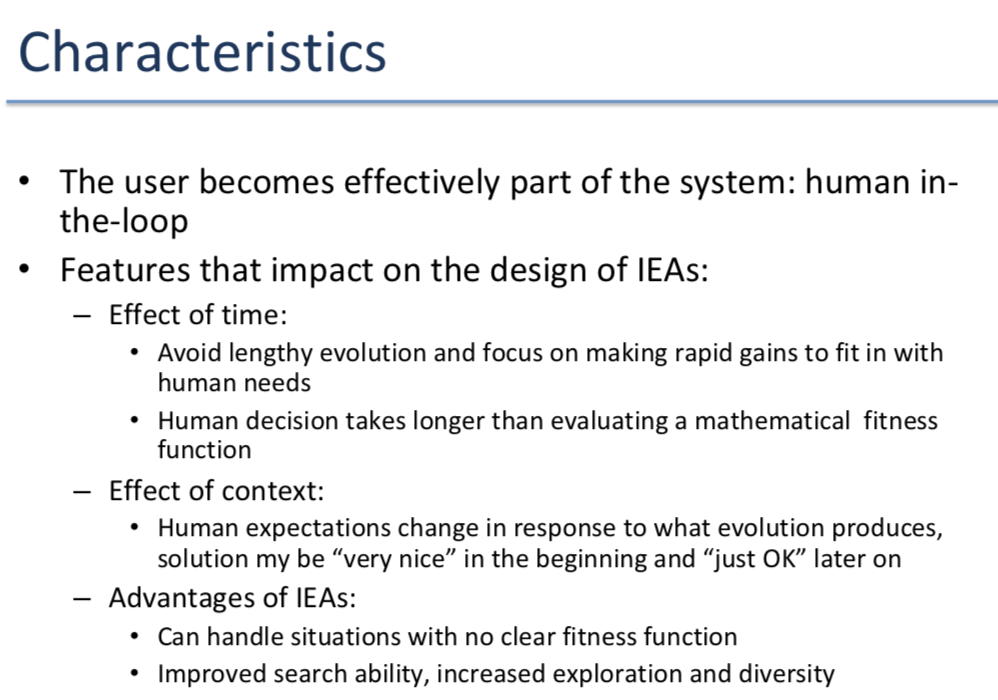 Characteristics
• The user becomes effectively part of the system: human in-
the-loop
• Features that impact on the design of IEAs:
– Effect of time:
• Avoid lengthy evolution and focus on making rapid gains to fit in with
human needs
• Human decision takes longer than evaluating a mathematical  fitness
function
– Effect of context:
• Human expectations change in response to what evolution produces,
solution my be “very nice” in the beginning and “just OK” later on
– Advantages of IEAs:
• Can handle situations with no clear fitness function
• Improved search ability, increased exploration and diversity